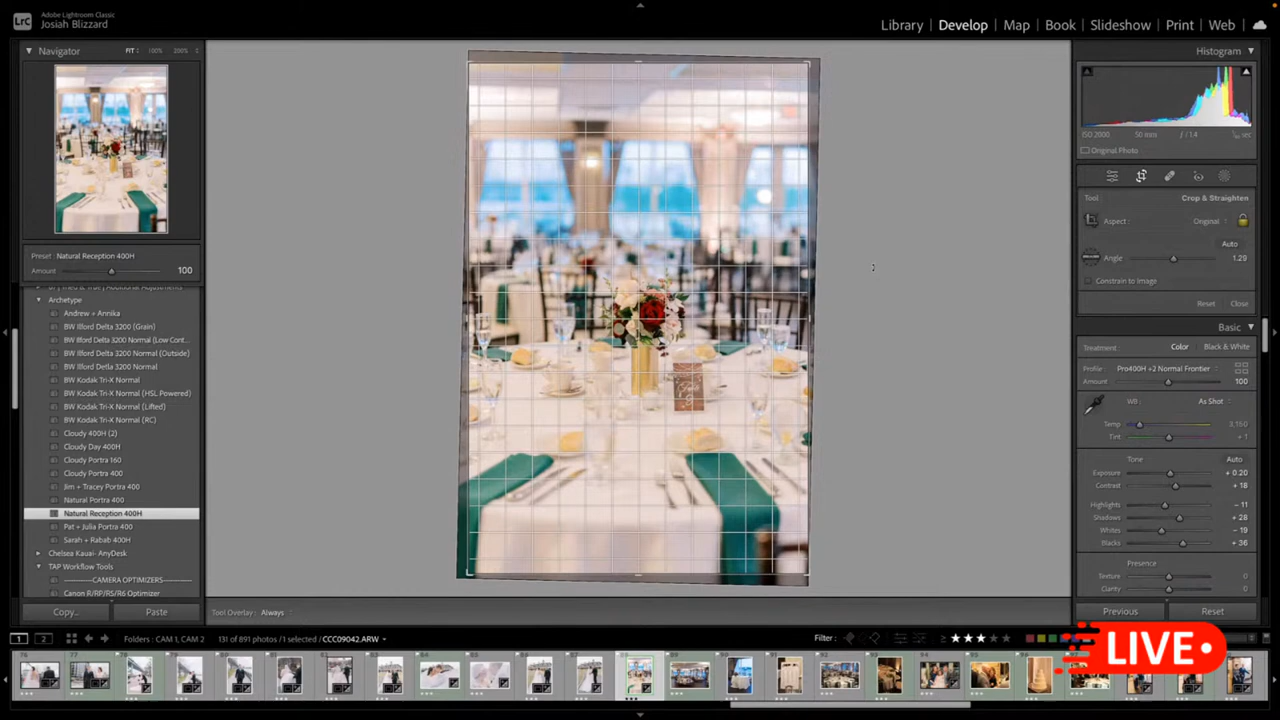 LrC
Adobe Lightroom Classic
Josiah Blizzard
Library | Develop | Map | Book | Slideshow | Print | Web
Navigator
FIT
100%
200%
Preset: Natural Reception 400H
Amount
100
Archetype
Andrew + Annika
BW Ilford Delta 3200 (Grain)
BW Ilford Delta 3200 Normal (Low Cont...
BW Ilford Delta 3200 Normal (Outside)
BW Ilford Delta 3200 Normal
BW Kodak Tri-X Normal
BW Kodak Tri-X Normal (HSL Powered)
BW Kodak Tri-X Normal (Lifted)
BW Kodak Tri-X Normal (RC)
Cloudy 400H (2)
Cloudy Day 400H
Cloudy Portra 160
Cloudy Portra 400
Jim + Tracey Portra 400
Natural Portra 400
Natural Reception 400H
Pat + Julia Portra 400
Sarah + Rabab 400H
Chelsea Kauai- AnyDesk
TAP Workflow Tools
CAMERA OPTIMIZERS
Canon R/RP/R5/R6 Optimizer
Copy...
Paste
Tool Overlay: Always
Histogram
ISO 2000
50 mm
ƒ / 1.4
sec
Original Photo
Tool:
Crop & Straighten
Aspect:
Original
Auto
Angle
1.29
Constrain to Image
Reset
Close
Basic
Treatment:
Color
Black & White
Profile:
Pro400H +2 Normal Frontier
Amount
100
WB:
As Shot
Temp
3,150
Tint
+ 1
Tone
Auto
Exposure
+ 0.20
Contrast
+ 18
Highlights
− 11
Shadows
+ 28
Whites
− 19
Blacks
+ 36
Presence
Texture
0
Clarity
0
Previous
Reset
1
2
Folders : CAM 1, CAM 2
131 of 891 photos / 1 selected / CCC09042.ARW
Filter :
LIVE